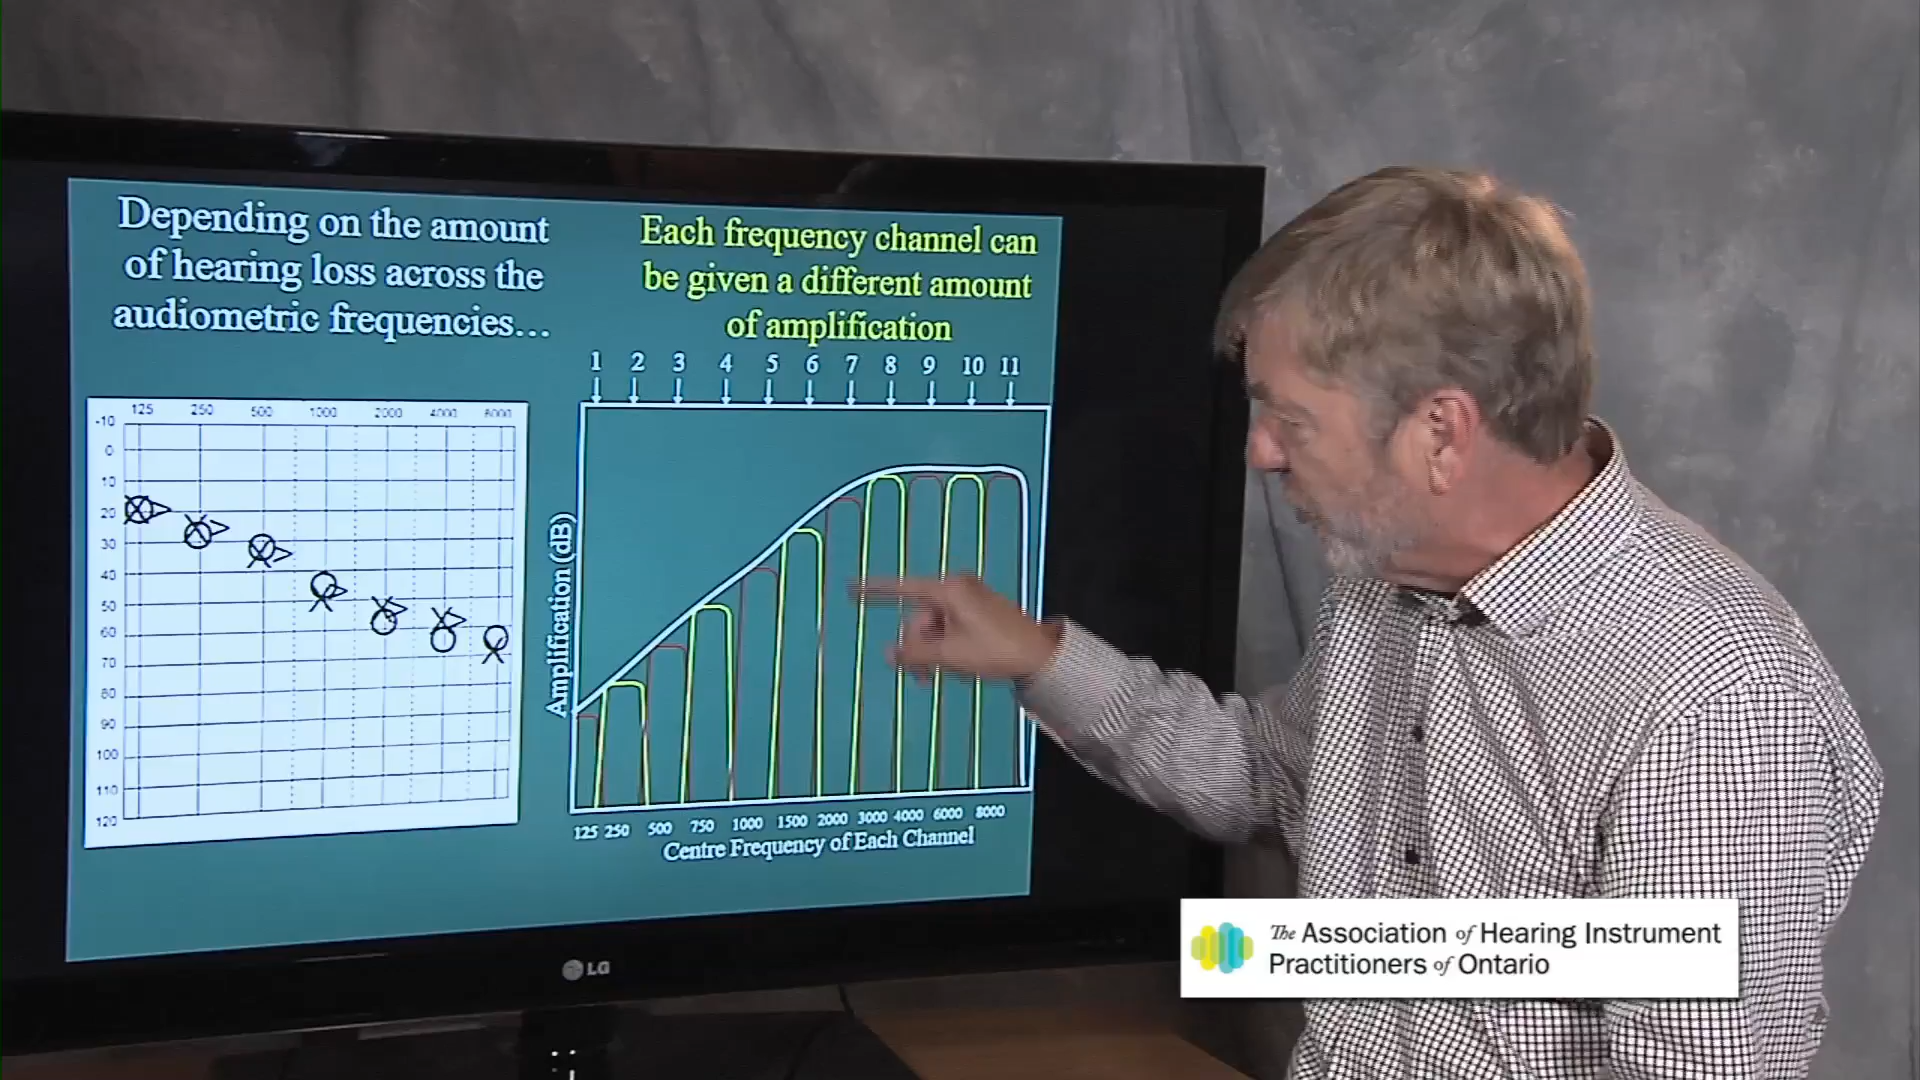 Depending on the amount
of hearing loss across the
audiometric frequencies...
Each frequency channel can
be given a different amount
of amplification
1 2 3 4 5 6 7 8 9 10 11
125 250 500 1000 2000 4000 8000
-10
0
10
20
30
40
50
60
70
80
90
100
110
120
Amplification (dB)
125 250 500 750 1000 1500 2000 3000 4000 6000 8000
Centre Frequency of Each Channel
LG
The Association of Hearing Instrument
Practitioners of Ontario